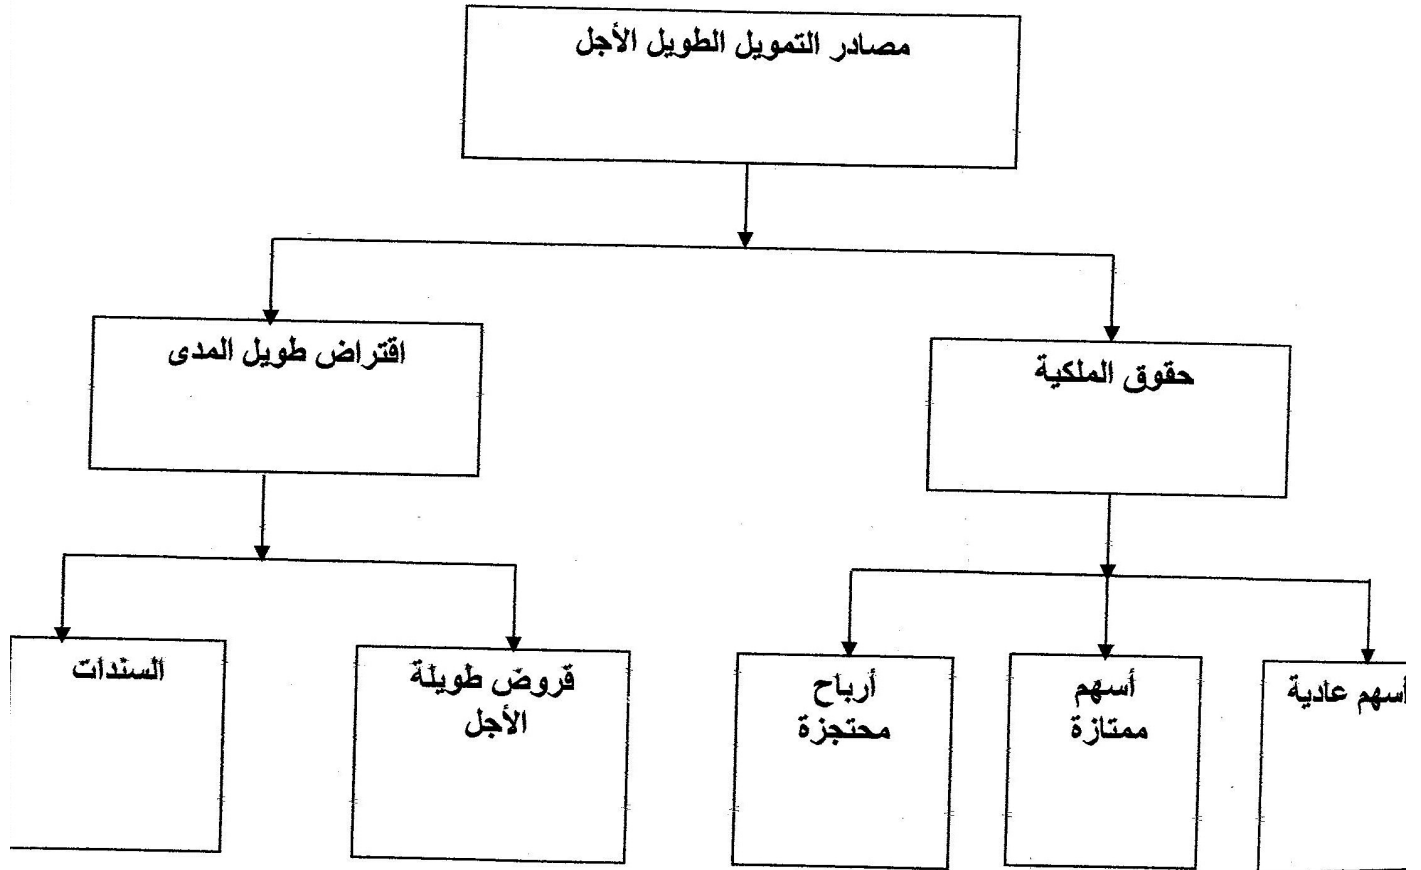 مصادر التمويل الطويل الأجل
حقوق الملكية
اقتراض طويل المدى
أسهم عادية
أسهم
ممتازة
أرباح
محتجزة
قروض طويلة
الأجل
السندات